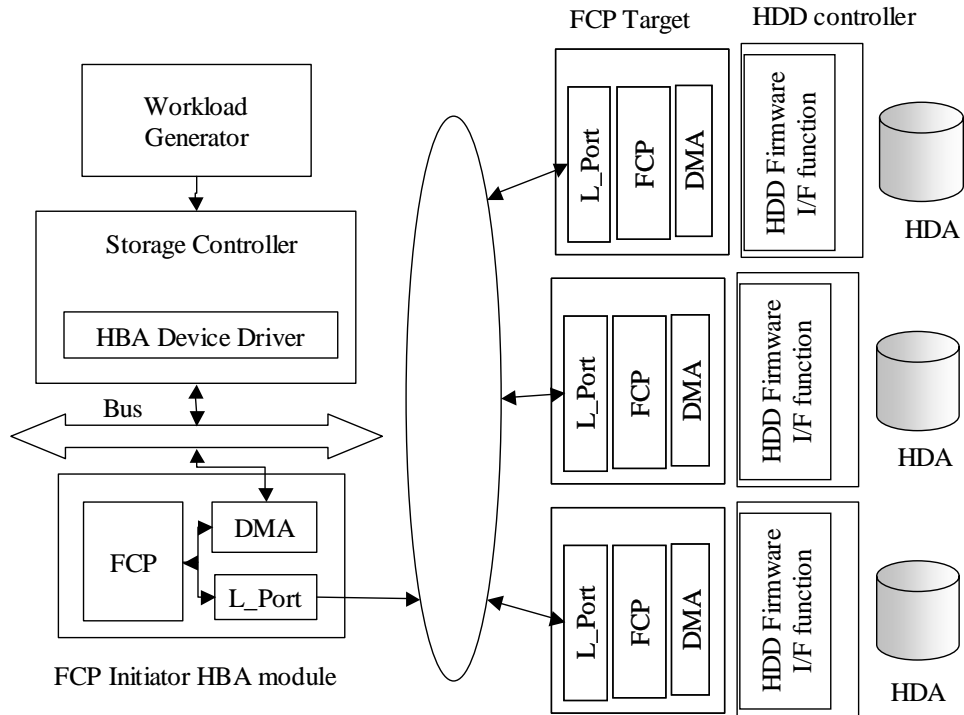 FCP Target
HDD controller
Workload
Generator
Storage Controller
HBA Device Driver
Bus
FCP
DMA
L_Port
FCP Initiator HBA module
L_Port
FCP
DMA
HDD Firmware
I/F function
HDA
L_Port
FCP
DMA
HDD Firmware
I/F function
HDA
L_Port
FCP
DMA
HDD Firmware
I/F function
HDA